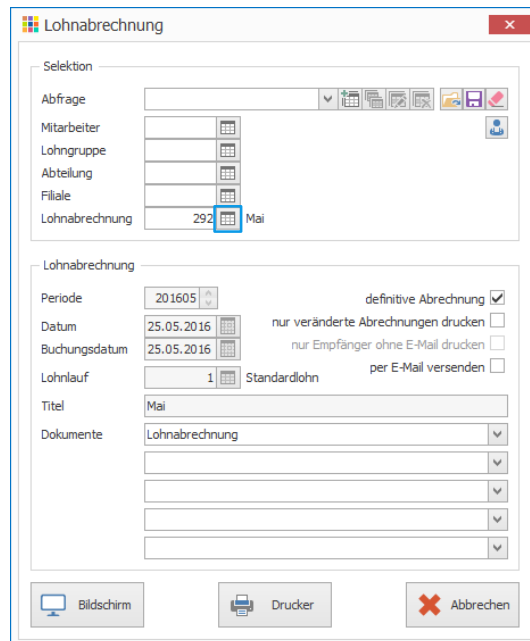 Lohnabrechnung
Selektion
Abfrage
Mitarbeiter
Lohngruppe
Abteilung
Filiale
Lohnabrechnung 292 Mai
Lohnabrechnung
Periode 201605 definitive Abrechnung
Datum 25.05.2016 nur veränderte Abrechnungen drucken
Buchungsdatum 25.05.2016 nur Empfänger ohne E-Mail drucken
Lohnlauf 1 Standardlohn per E-Mail versenden
Titel Mai
Dokumente Lohnabrechnung
Bildschirm Drucker Abbrechen